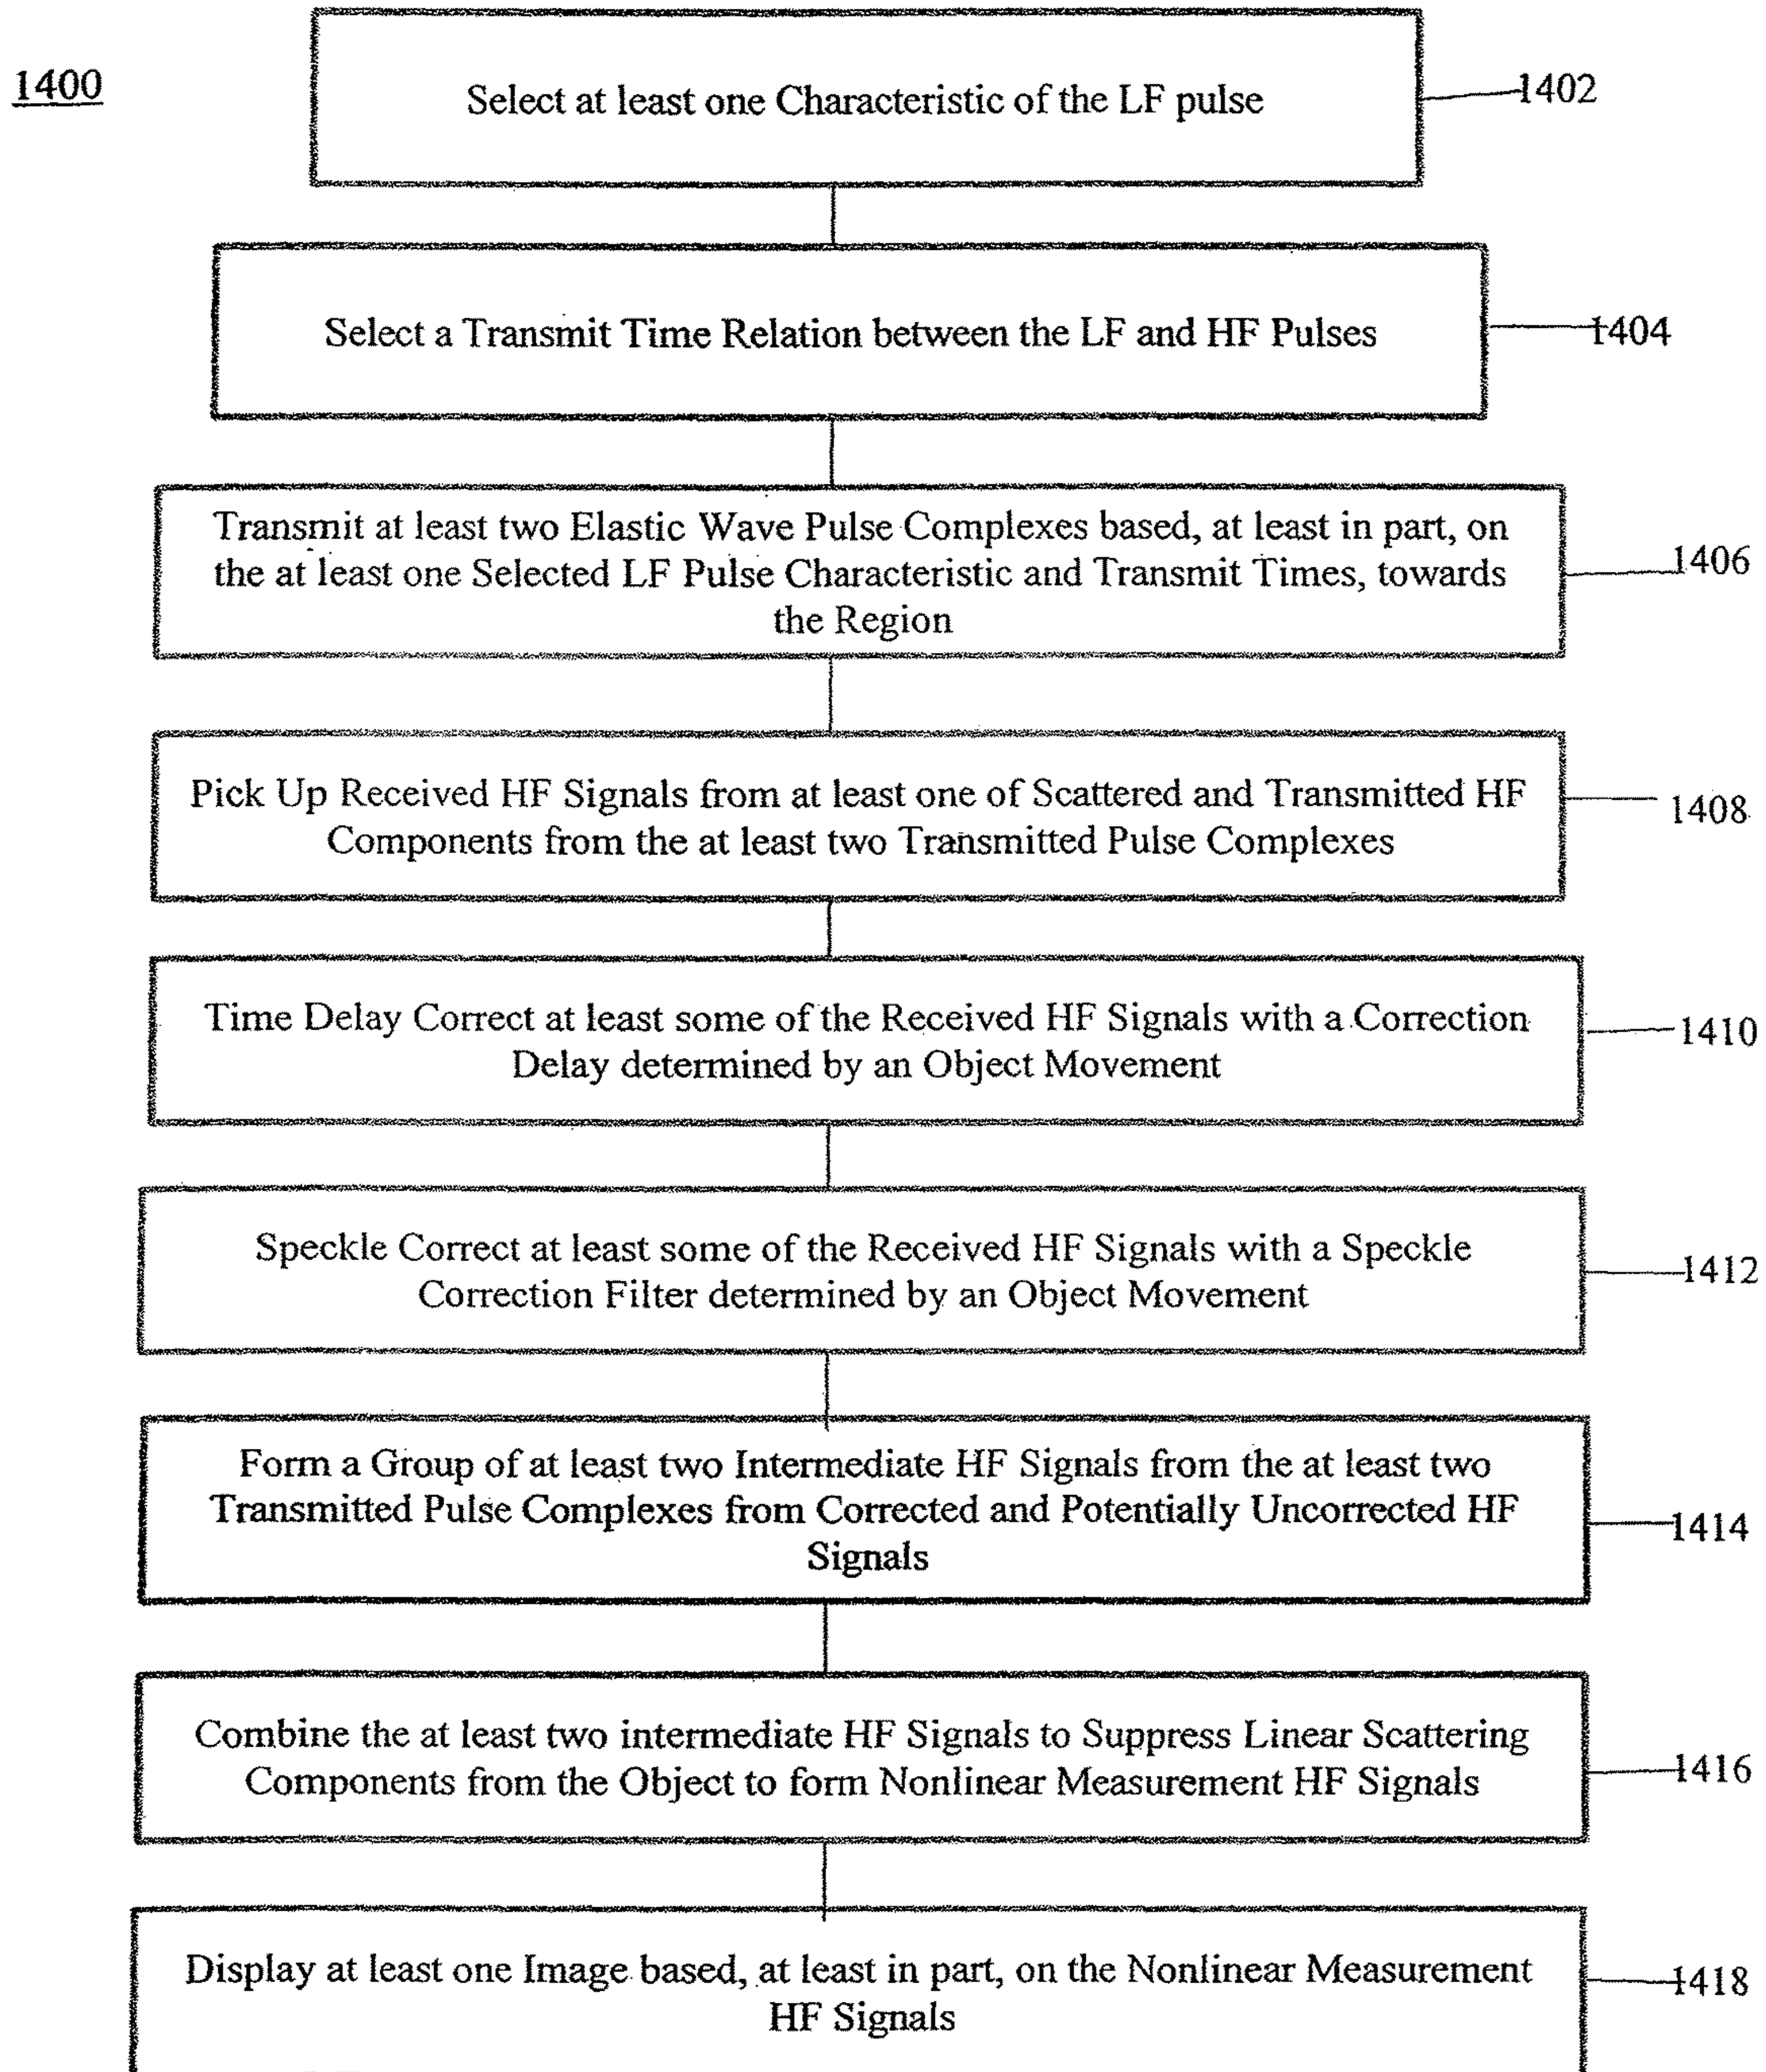 1400
Select at least one Characteristic of the LF pulse
1402
Select a Transmit Time Relation between the LF and HF Pulses
1404
Transmit at least two Elastic Wave Pulse Complexes based, at least in part, on
the at least one Selected LF Pulse Characteristic and Transmit Times, towards
the Region
1406
Pick Up Received HF Signals from at least one of Scattered and Transmitted HF
Components from the at least two Transmitted Pulse Complexes
1408
Time Delay Correct at least some of the Received HF Signals with a Correction
Delay determined by an Object Movement
1410
Speckle Correct at least some of the Received HF Signals with a Speckle
Correction Filter determined by an Object Movement
1412
Form a Group of at least two Intermediate HF Signals from the at least two
Transmitted Pulse Complexes from Corrected and Potentially Uncorrected HF
Signals
1414
Combine the at least two intermediate HF Signals to Suppress Linear Scattering
Components from the Object to form Nonlinear Measurement HF Signals
1416
Display at least one Image based, at least in part, on the Nonlinear Measurement
HF Signals
1418